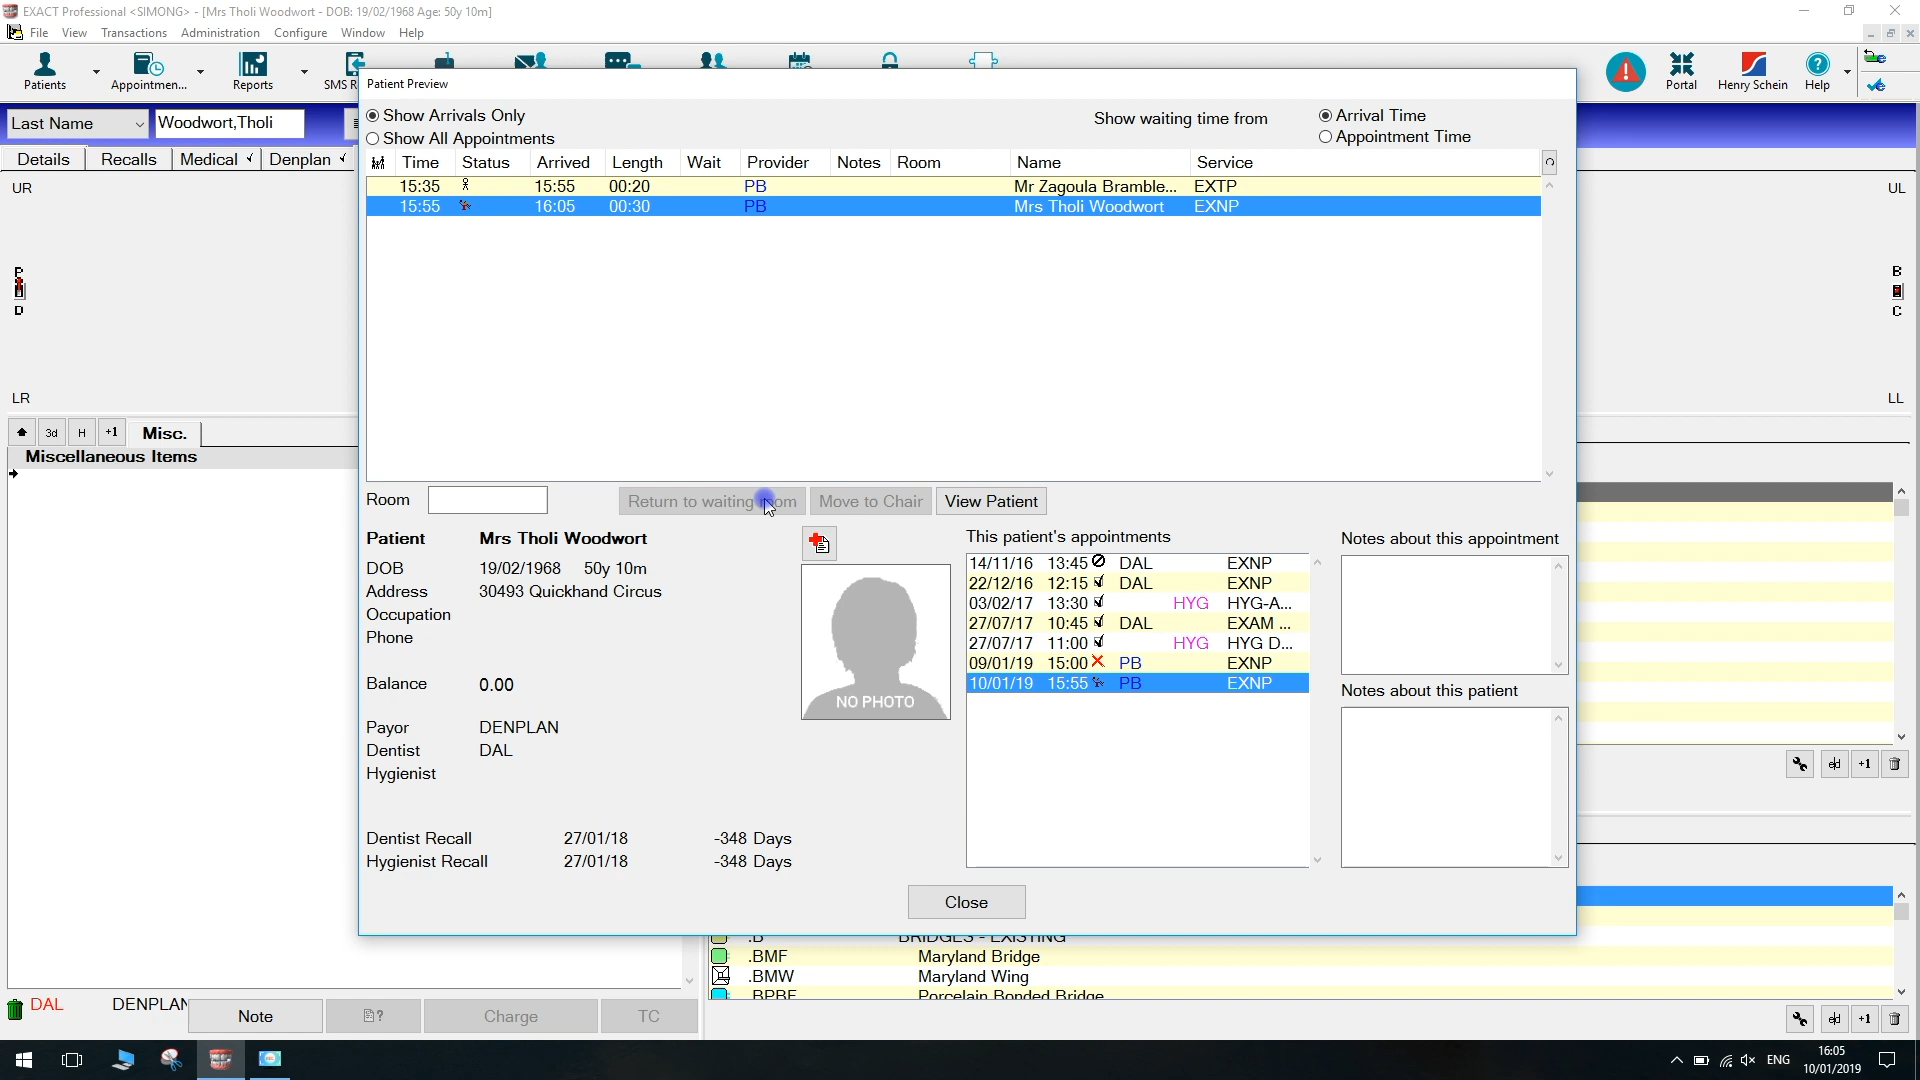 EXACT Professional <SIMONG> - [Mrs Tholi Woodwort - DOB: 19/02/1968 Age: 50y 10m]
File View Transactions Administration Configure Window Help
Patients Appointmen... Reports SMS R Portal Henry Schein Help
Patient Preview
Last Name Woodwort,Tholi
Show Arrivals Only
Show All Appointments
Show waiting time from
Arrival Time
Appointment Time
Details Recalls Medical Denplan
Time Status Arrived Length Wait Provider Notes Room Name Service
15:35 15:55 00:20 PB Mr Zagoula Bramble... EXTP
15:55 16:05 00:30 PB Mrs Tholi Woodwort EXNP
UR UL
P
D
B
C
LR LL
3d H +1 Misc.
Miscellaneous Items
Room Return to waiting room Move to Chair View Patient
Patient Mrs Tholi Woodwort
DOB 19/02/1968 50y 10m
Address 30493 Quickhand Circus
Occupation
Phone
Balance 0.00
Payor DENPLAN
Dentist DAL
Hygienist
Dentist Recall 27/01/18 -348 Days
Hygienist Recall 27/01/18 -348 Days
NO PHOTO
This patient's appointments
14/11/16 13:45 DAL EXNP
22/12/16 12:15 DAL EXNP
03/02/17 13:30 HYG HYG-A...
27/07/17 10:45 DAL EXAM ...
27/07/17 11:00 HYG HYG D...
09/01/19 15:00 PB EXNP
10/01/19 15:55 PB EXNP
Notes about this appointment
Notes about this patient
+1
Close
.B BRIDGES - EXISTING
.BMF Maryland Bridge
.BMW Maryland Wing
.BPBF Porcelain Bonded Bridge
DAL DENPLAN Note ? Charge TC
+1
ENG 16:05
10/01/2019